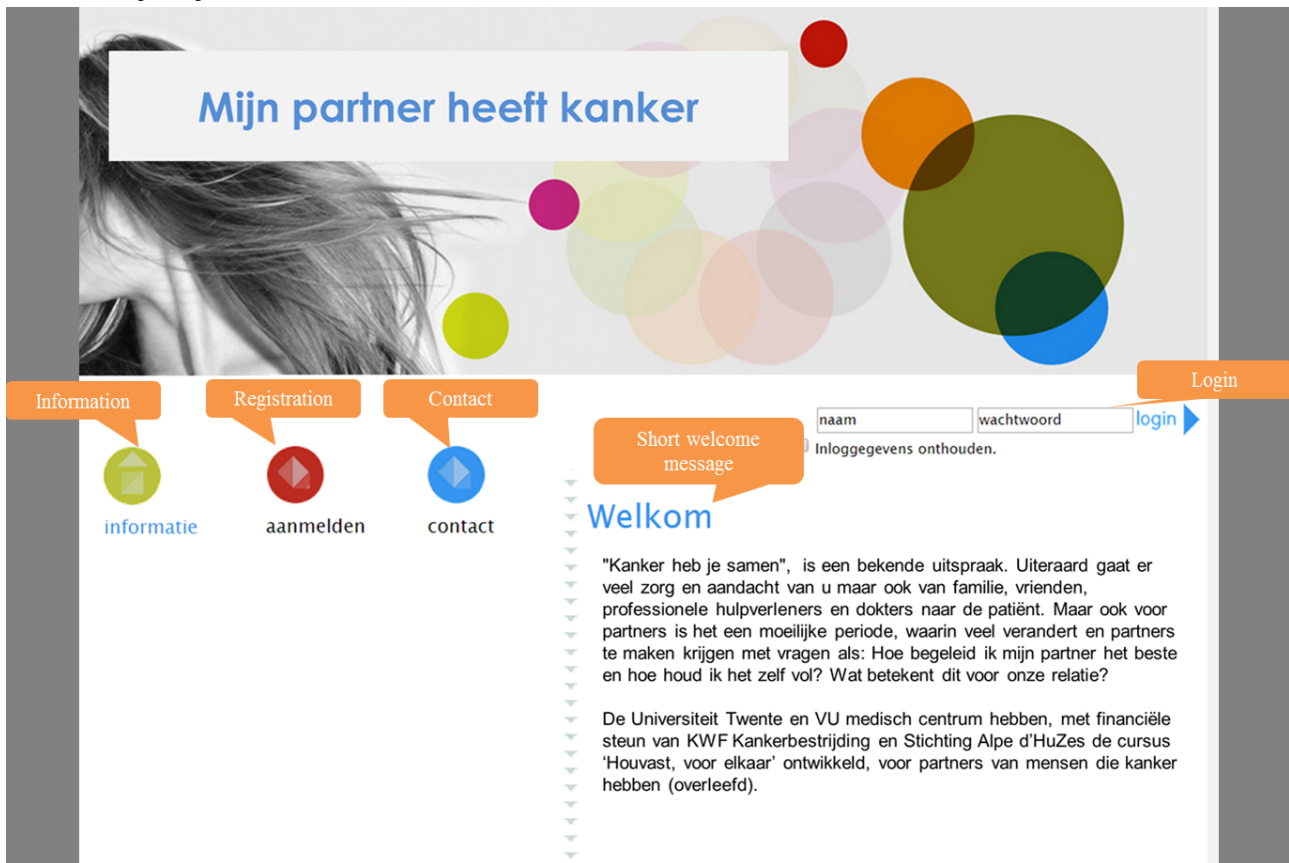 Mijn partner heeft kanker
Information
Registration
Contact
Login
naam
wachtwoord
login
Short welcome
message
Inloggegevens onthouden.
informatie
aanmelden
contact
Welkom
"Kanker heb je samen", is een bekende uitspraak. Uiteraard gaat er
veel zorg en aandacht van u maar ook van familie, vrienden,
professionele hulpverleners en dokters naar de patiënt. Maar ook voor
partners is het een moeilijke periode, waarin veel verandert en partners
te maken krijgen met vragen als: Hoe begeleid ik mijn partner het beste
en hoe houd ik het zelf vol? Wat betekent dit voor onze relatie?
De Universiteit Twente en VU medisch centrum hebben, met financiële
steun van KWF Kankerbestrijding en Stichting Alpe d'HuZes de cursus
'Houvast, voor elkaar' ontwikkeld, voor partners van mensen die kanker
hebben (overleefd).